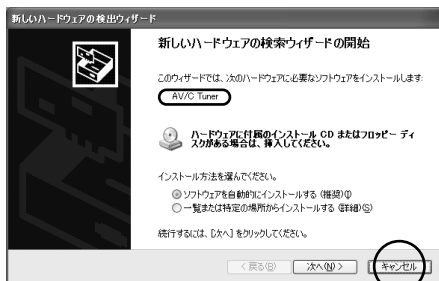 新しいハードウェアの検出ウィザード
新しいハードウェアの検索ウィザードの開始
このウィザードでは、次のハードウェアに必要なソフトウェアをインストールします:
AV/C Tuner
ハードウェアに付属のインストール CD またはフロッピー ディ
スクがある場合は、挿入してください。
インストール方法を選んでください。
ソフトウェアを自動的にインストールする (推奨)(I)
一覧または特定の場所からインストールする (詳細)(S)
続行するには、[次へ] をクリックしてください。
< 戻る(B) 次へ(N) > キャンセル